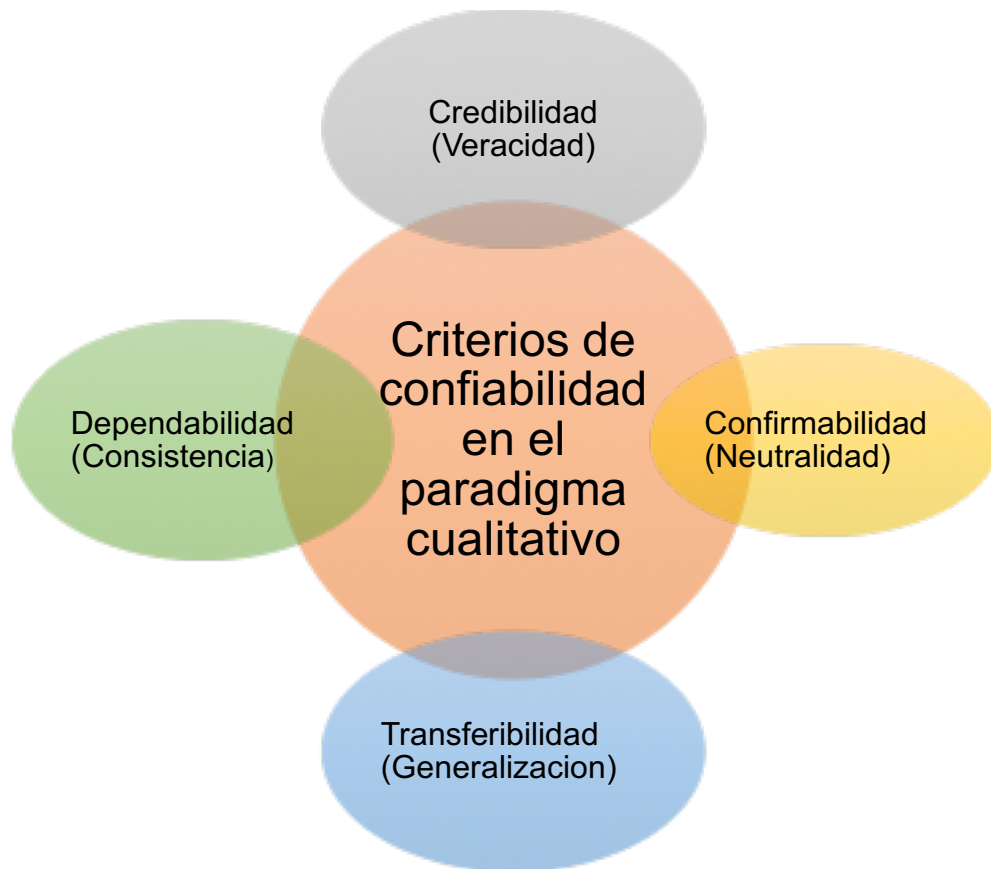 Credibilidad
(Veracidad)
Criterios de
confiabilidad
en el
paradigma
cualitativo
Dependabilidad
(Consistencia)
Confirmabilidad
(Neutralidad)
Transferibilidad
(Generalizacion)